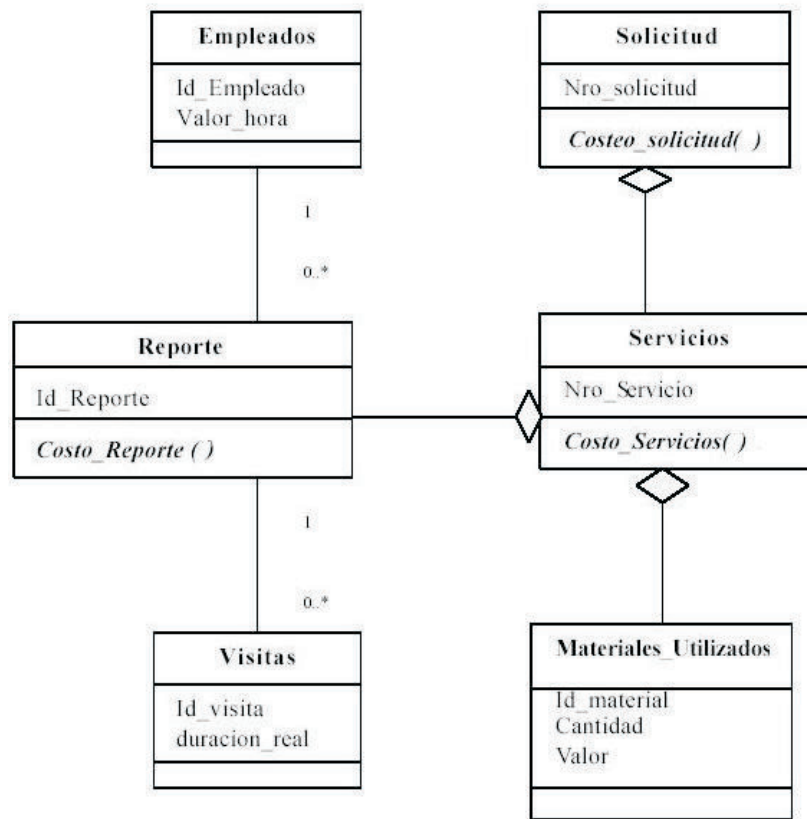 Empleados
Id_Empleado
Valor_hora
Solicitud
Nro_solicitud
Costeo_solicitud( )
1
0..*
Reporte
Id_Reporte
Costo_Reporte ( )
Servicios
Nro_Servicio
Costo_Servicios( )
1
0..*
Visitas
Id_visita
duracion_real
Materiales_Utilizados
Id_material
Cantidad
Valor